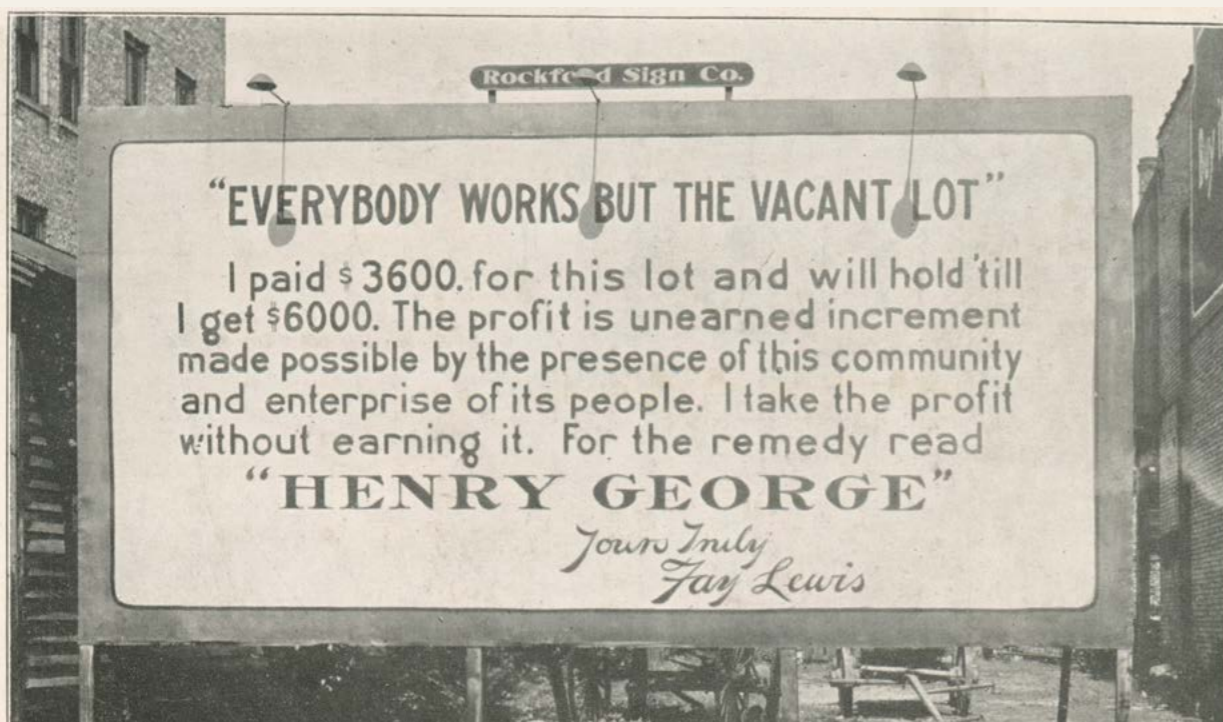 Rockford Sign Co.
"EVERYBODY WORKS BUT THE VACANT LOT"
I paid $3600. for this lot and will hold 'till
I get $6000. The profit is unearned increment
made possible by the presence of this community
and enterprise of its people. I take the profit
without earning it. For the remedy read
"HENRY GEORGE"
Yours Truly
Fay Lewis